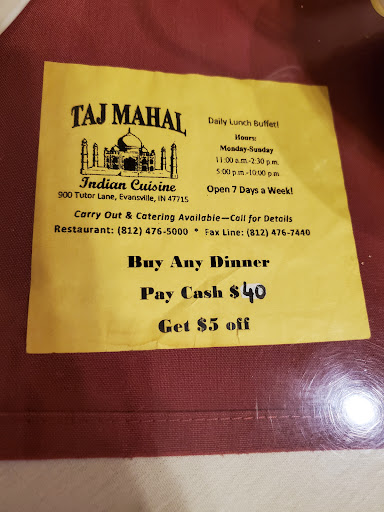 TAJ MAHAL
Indian Cuisine
900 Tutor Lane, Evansville, IN 47715
Daily Lunch Buffet!
Hours:
Monday-Sunday
11:00 a.m.-2:30 p.m.
5:00 p.m.-10:00 p.m.
Open 7 Days a Week!
Carry Out & Catering Available—Call for Details
Restaurant: (812) 476-5000 * Fax Line: (812) 476-7440
Buy Any Dinner
Pay Cash $40
Get $5 off